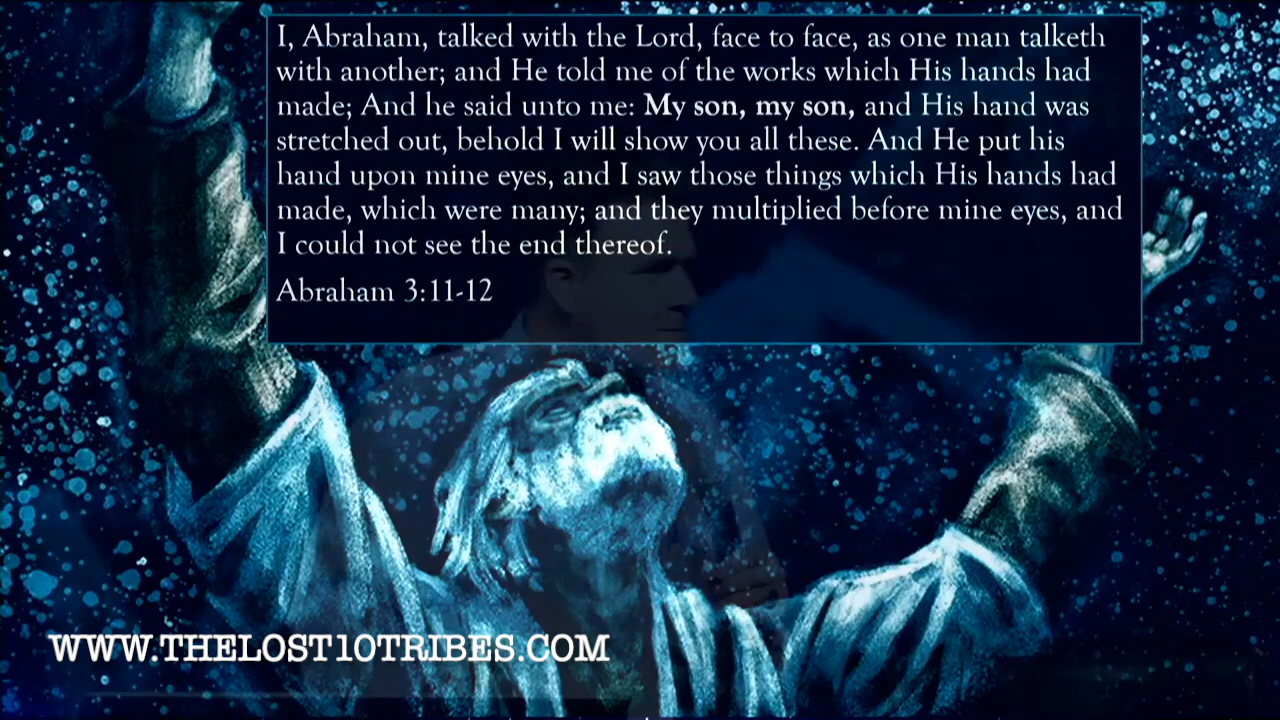 I, Abraham, talked with the Lord, face to face, as one man talketh
with another; and He told me of the works which His hands had
made; And he said unto me: My son, my son, and His hand was
stretched out, behold I will show you all these. And He put his
hand upon mine eyes, and I saw those things which His hands had
made, which were many; and they multiplied before mine eyes, and
I could not see the end thereof.
Abraham 3:11-12
WWW.THELOST10TRIBES.COM